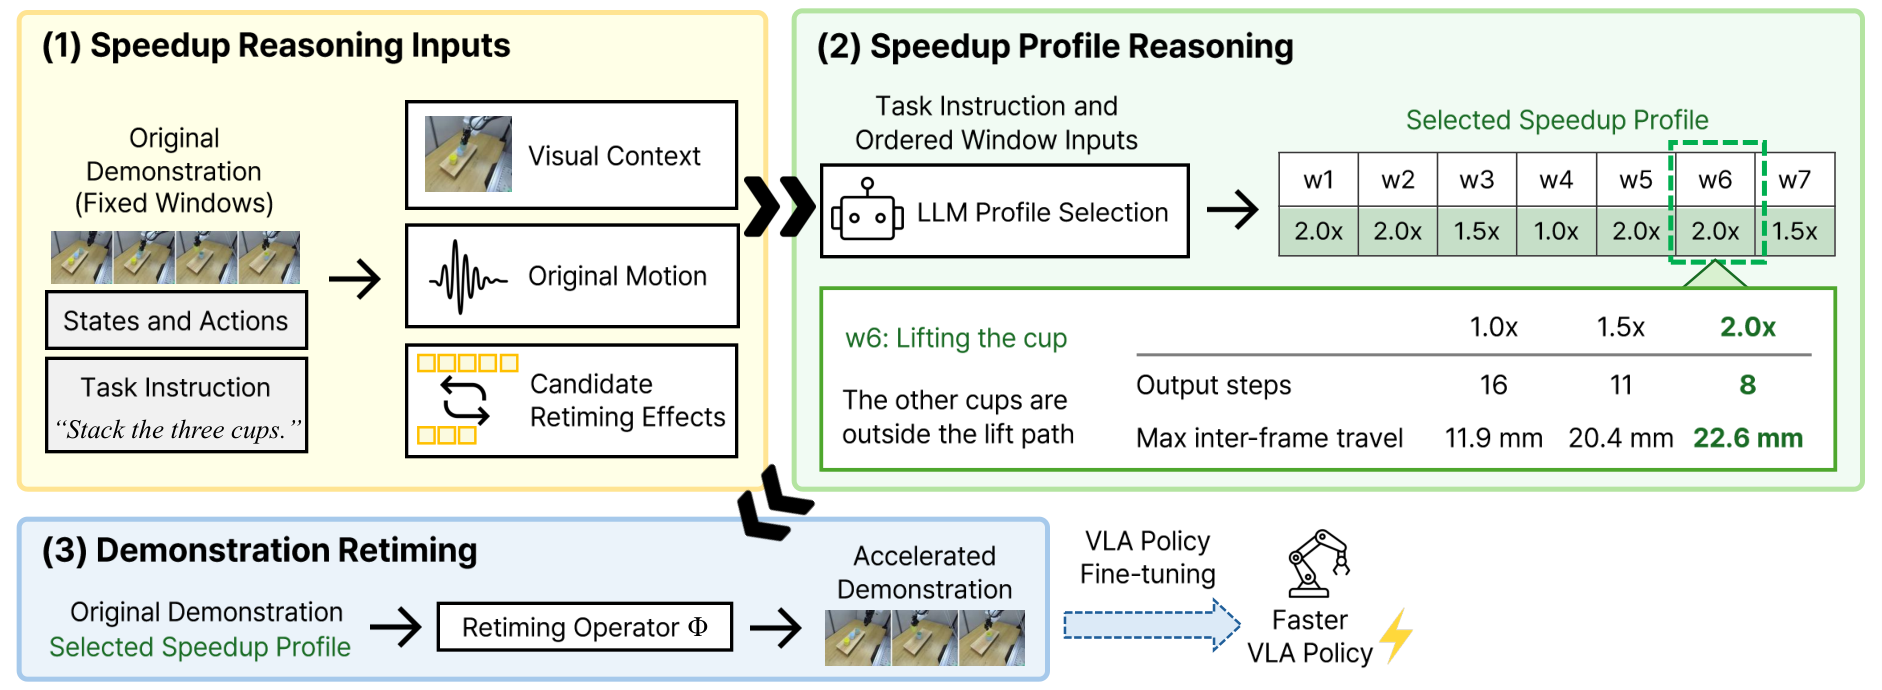 (1) Speedup Reasoning Inputs
Original
Demonstration
(Fixed Windows)
States and Actions
Task Instruction
“Stack the three cups.”
Visual Context
Original Motion
Candidate
Retiming Effects
(2) Speedup Profile Reasoning
Task Instruction and
Ordered Window Inputs
LLM Profile Selection
Selected Speedup Profile
w1 w2 w3 w4 w5 w6 w7
2.0x 2.0x 1.5x 1.0x 2.0x 2.0x 1.5x
w6: Lifting the cup
The other cups are
outside the lift path
1.0x 1.5x 2.0x
Output steps 16 11 8
Max inter-frame travel 11.9 mm 20.4 mm 22.6 mm
(3) Demonstration Retiming
Original Demonstration
Selected Speedup Profile
Retiming Operator Φ
Accelerated
Demonstration
VLA Policy
Fine-tuning
Faster
VLA Policy